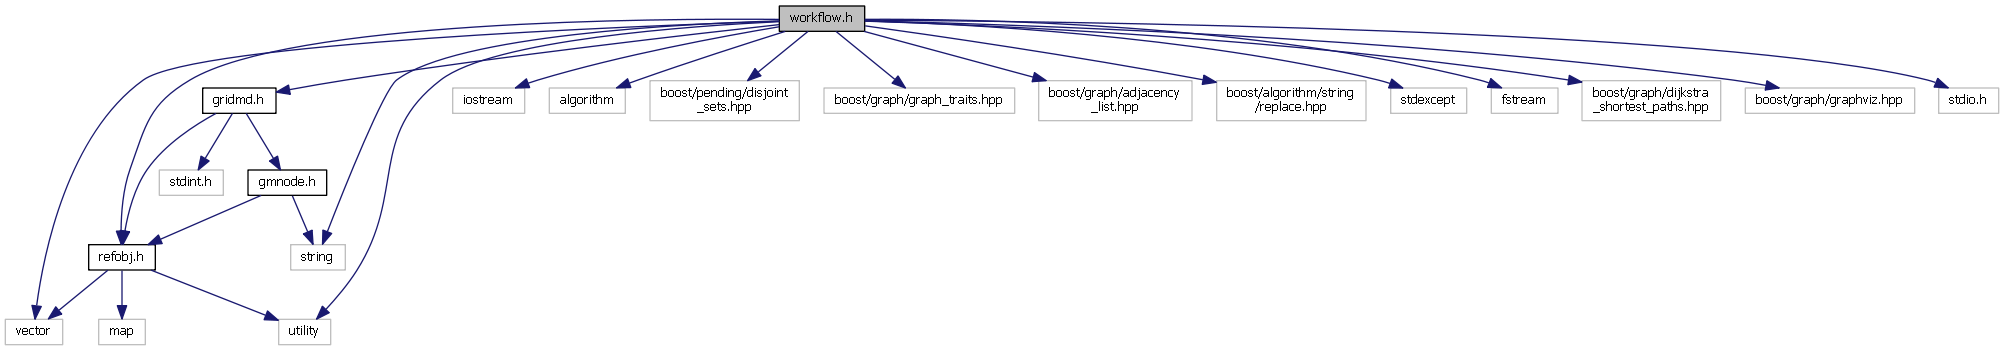 workflow.h
gridmd.h
iostream
algorithm
boost/pending/disjoint
_sets.hpp
boost/graph/graph_traits.hpp
boost/graph/adjacency
_list.hpp
boost/algorithm/string
/replace.hpp
stdexcept
fstream
boost/graph/dijkstra
_shortest_paths.hpp
boost/graph/graphviz.hpp
stdio.h
stdint.h
gmnode.h
refobj.h
string
vector
map
utility